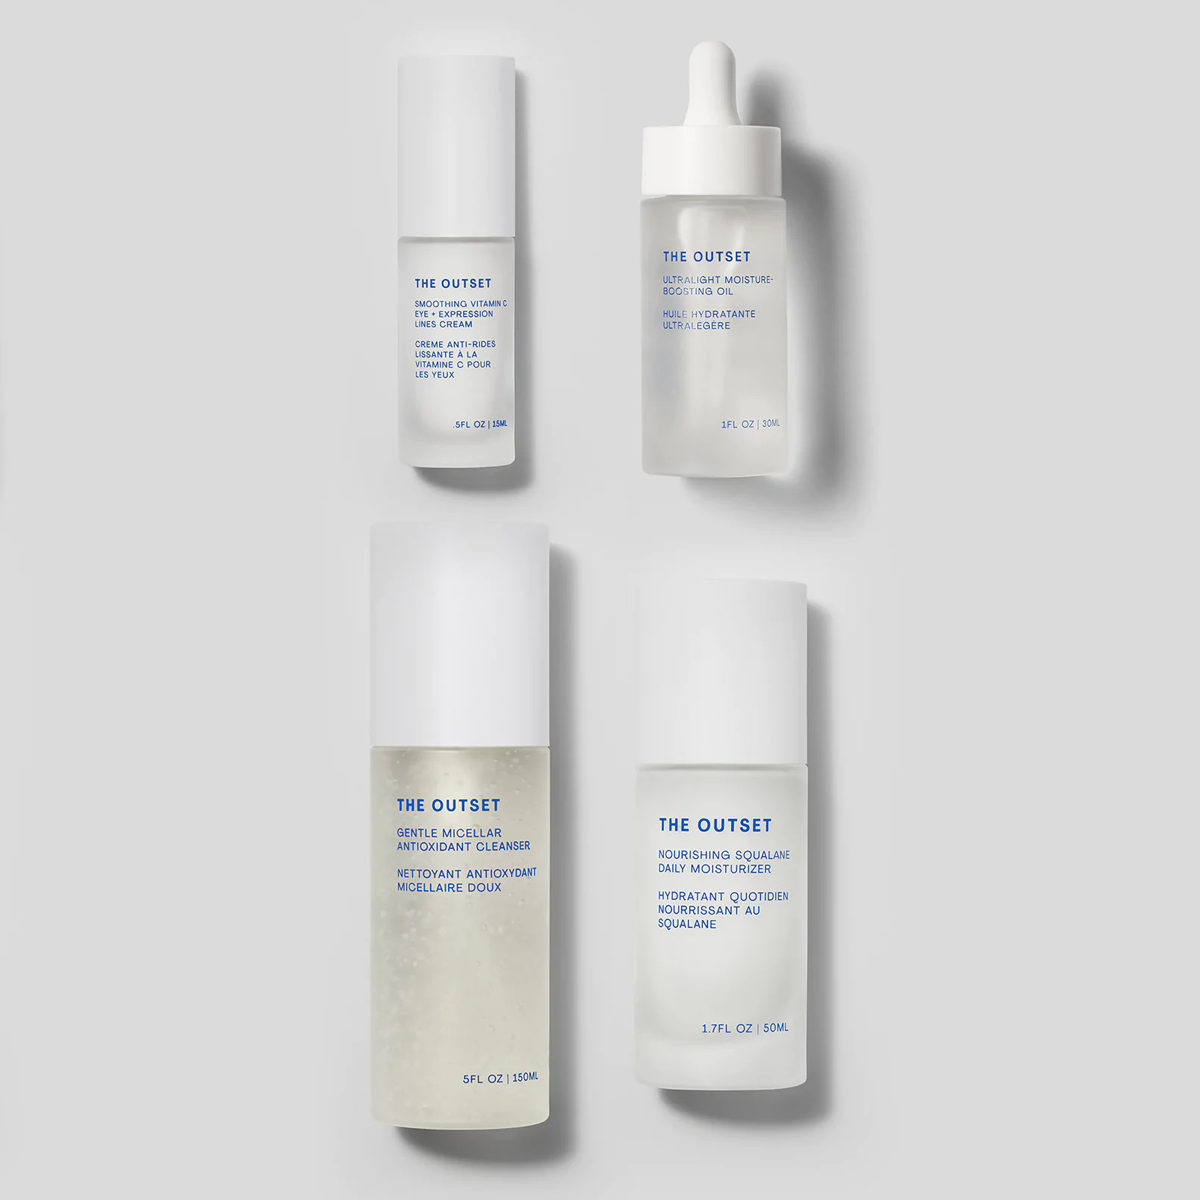 THE OUTSET
SMOOTHING VITAMIN C
EYE + EXPRESSION
LINES CREAM
CREME ANTI-RIDES
LISSANTE À LA
VITAMINE C POUR
LES YEUX
.5FL OZ | 15ML
THE OUTSET
ULTRALIGHT MOISTURE-
BOOSTING OIL
HUILE HYDRATANTE
ULTRALÉGÈRE
1FL OZ | 30ML
THE OUTSET
GENTLE MICELLAR
ANTIOXIDANT CLEANSER
NETTOYANT ANTIOXYDANT
MICELLAIRE DOUX
5FL OZ | 150ML
THE OUTSET
NOURISHING SQUALANE
DAILY MOISTURIZER
HYDRATANT QUOTIDIEN
NOURRISSANT AU
SQUALANE
1.7FL OZ | 50ML